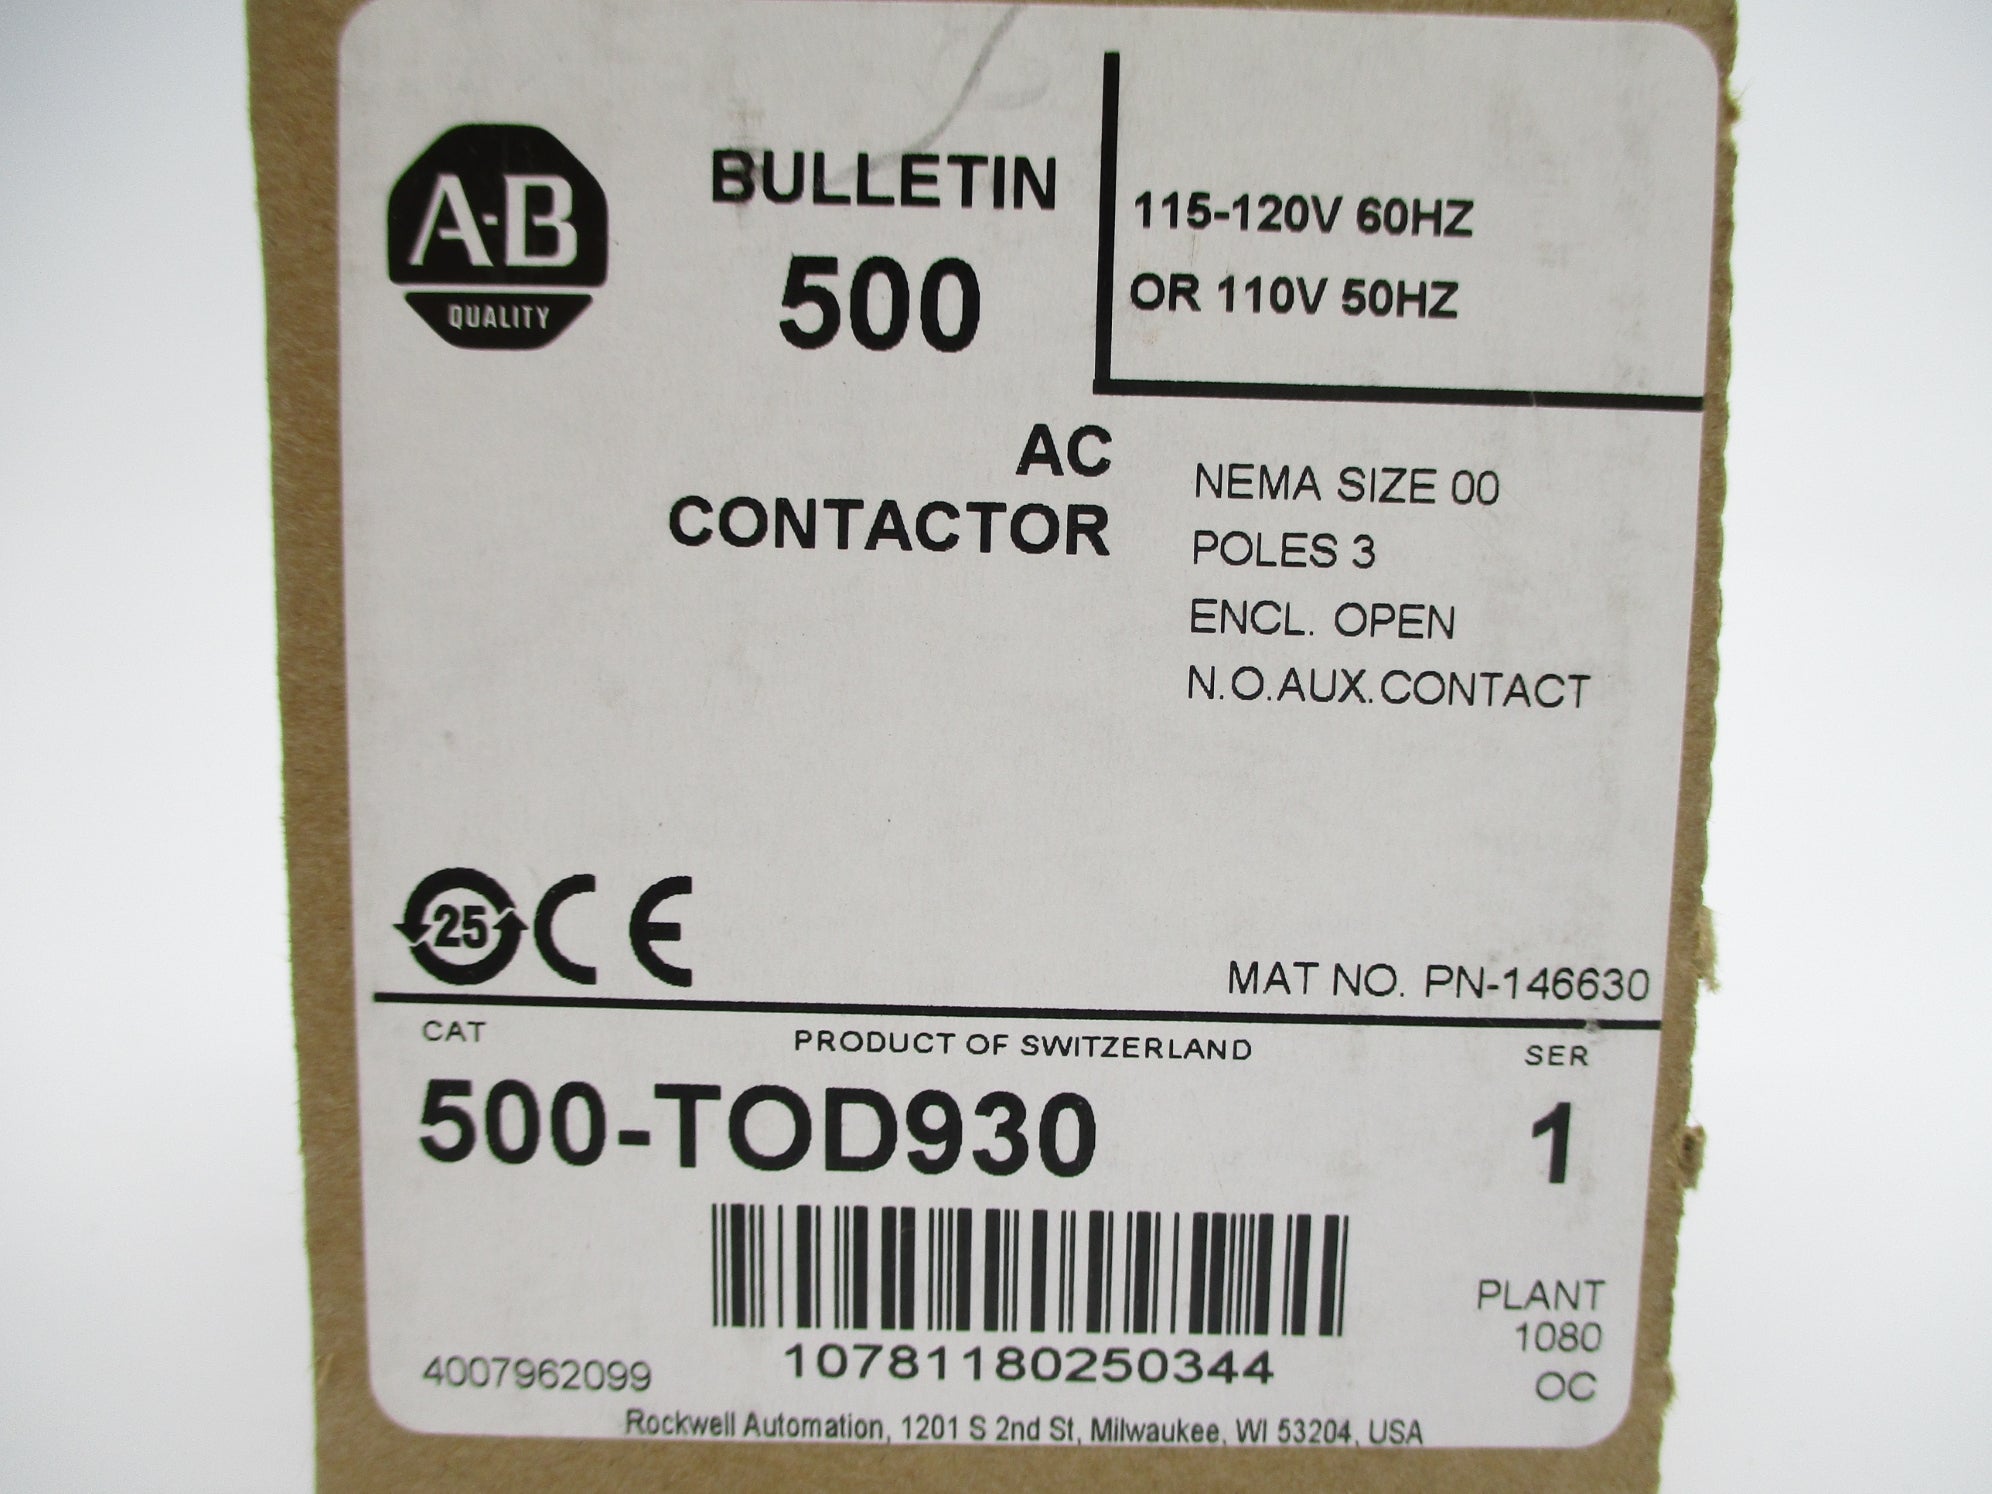 A-B
QUALITY
BULLETIN
500
115-120V 60HZ
OR 110V 50HZ
AC
CONTACTOR
NEMA SIZE 00
POLES 3
ENCL. OPEN
N.O.AUX.CONTACT
25
CE
MAT NO. PN-146630
CAT
PRODUCT OF SWITZERLAND
SER
500-TOD930
1
10781180250344
4007962099
PLANT
1080
OC
Rockwell Automation, 1201 S 2nd St, Milwaukee, WI 53204, USA